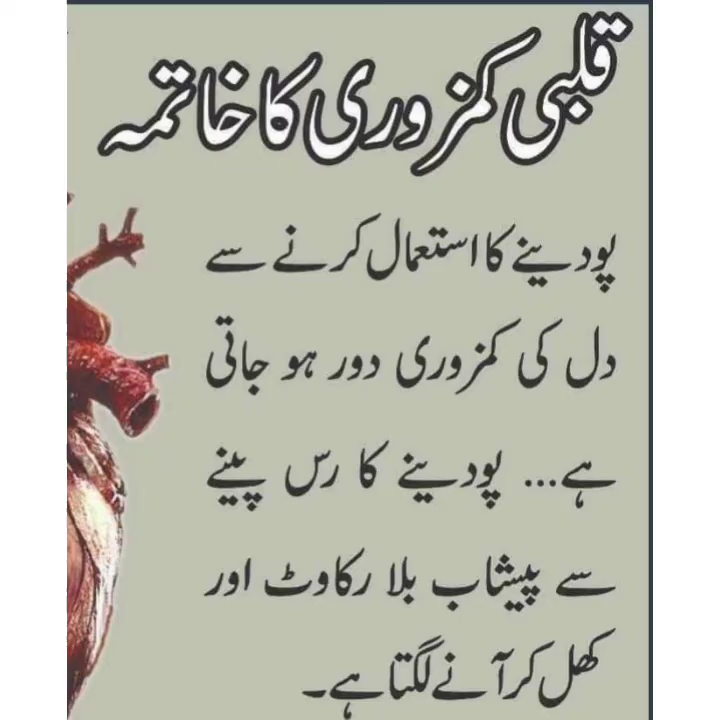 قلبی کمزوری کا خاتمہ
پودینے کا استعمال کرنے سے
دل کی کمزوری دور ہو جاتی
ہے... پودینے کا رس پینے
سے پیشاب بلا رکاوٹ اور
کھل کر آنے لگتا ہے۔